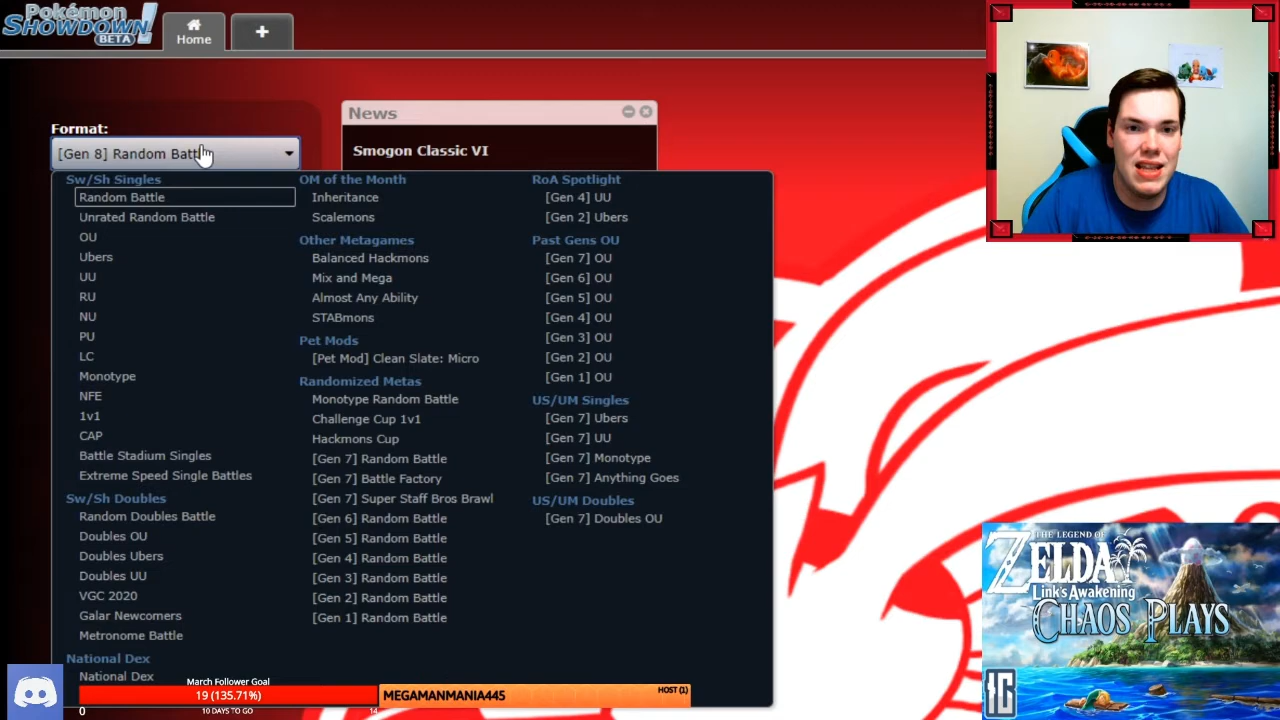 Pokémon
SHOWDOWN!
BETA
Home
+
Format:
[Gen 8] Random Batt
News
Smogon Classic VI
Sw/Sh Singles
Random Battle
Unrated Random Battle
OU
Ubers
UU
RU
NU
PU
LC
Monotype
NFE
1v1
CAP
Battle Stadium Singles
Extreme Speed Single Battles
Sw/Sh Doubles
Random Doubles Battle
Doubles OU
Doubles Ubers
Doubles UU
VGC 2020
Galar Newcomers
Metronome Battle
National Dex
National Dex
OM of the Month
Inheritance
Scalemons
Other Metagames
Balanced Hackmons
Mix and Mega
Almost Any Ability
STABmons
Pet Mods
[Pet Mod] Clean Slate: Micro
Randomized Metas
Monotype Random Battle
Challenge Cup 1v1
Hackmons Cup
[Gen 7] Random Battle
[Gen 7] Battle Factory
[Gen 7] Super Staff Bros Brawl
[Gen 6] Random Battle
[Gen 5] Random Battle
[Gen 4] Random Battle
[Gen 3] Random Battle
[Gen 2] Random Battle
[Gen 1] Random Battle
RoA Spotlight
[Gen 4] UU
[Gen 2] Ubers
Past Gens OU
[Gen 7] OU
[Gen 6] OU
[Gen 5] OU
[Gen 4] OU
[Gen 3] OU
[Gen 2] OU
[Gen 1] OU
US/UM Singles
[Gen 7] Ubers
[Gen 7] UU
[Gen 7] Monotype
[Gen 7] Anything Goes
US/UM Doubles
[Gen 7] Doubles OU
March Follower Goal
19 (135.71%)
0
10 DAYS TO GO
14
MEGAMANMANIA445
HOST (1)
THE LEGEND OF
ZELDA
Link's Awakening
CHAOS PLAYS